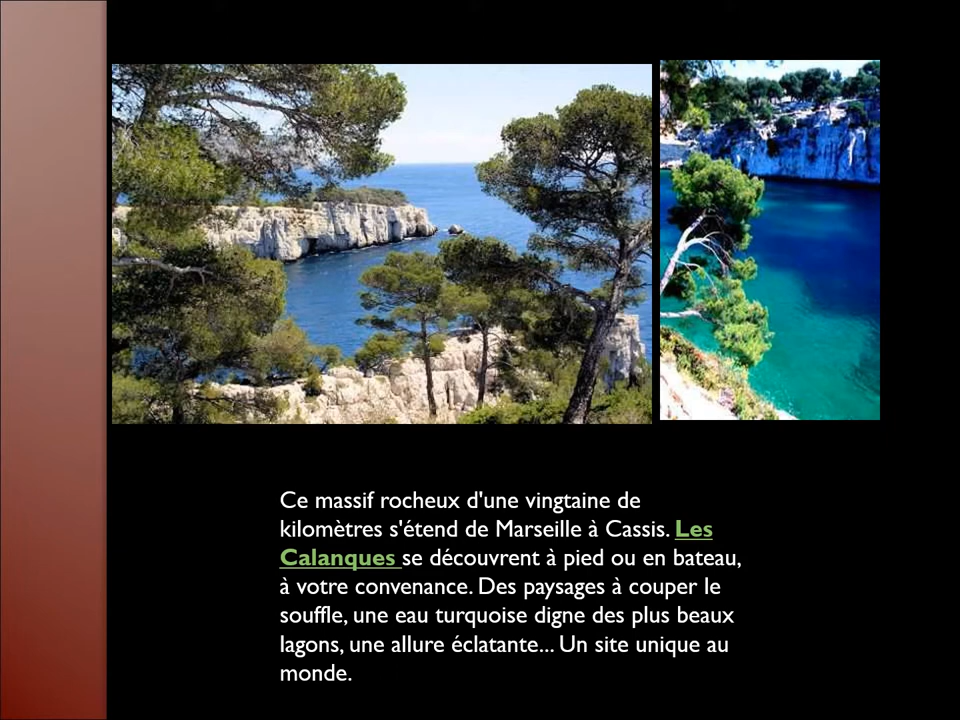 Ce massif rocheux d'une vingtaine de
kilomètres s'étend de Marseille à Cassis. Les
Calanques se découvrent à pied ou en bateau,
à votre convenance. Des paysages à couper le
souffle, une eau turquoise digne des plus beaux
lagons, une allure éclatante... Un site unique au
monde.